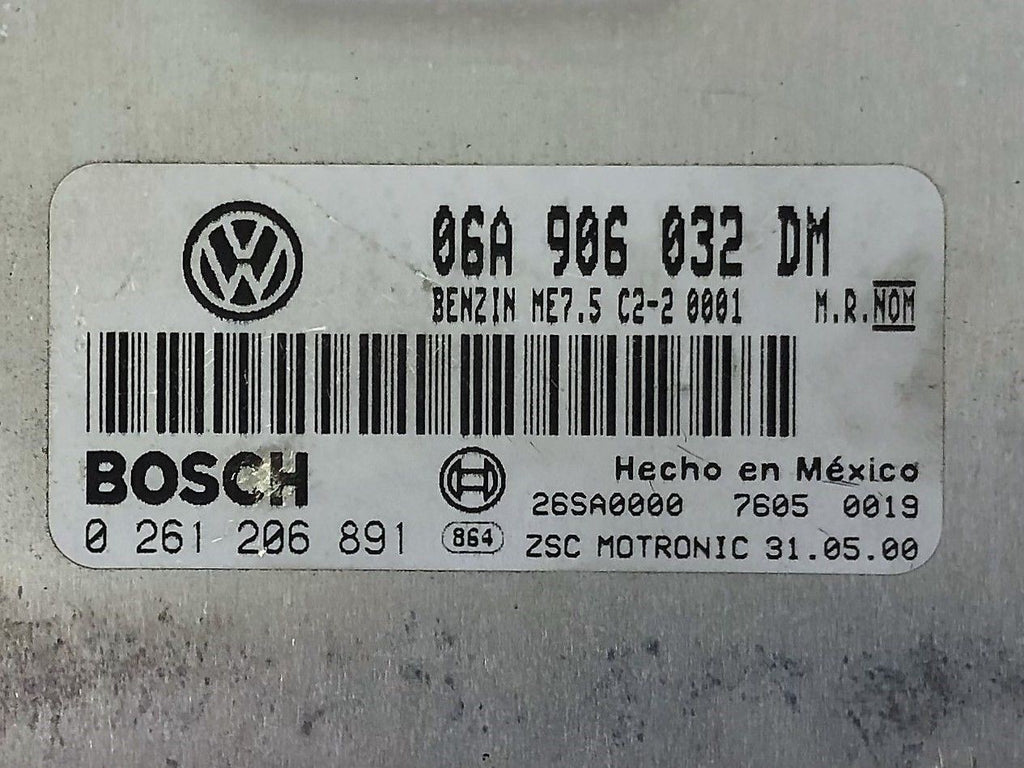 06A 906 032 DM
BENZIN ME7.5 C2-2 0001 M.R.NOM
BOSCH Hecho en México
26SA0000 7605 0019
0 261 206 891 864 ZSC MOTRONIC 31.05.00